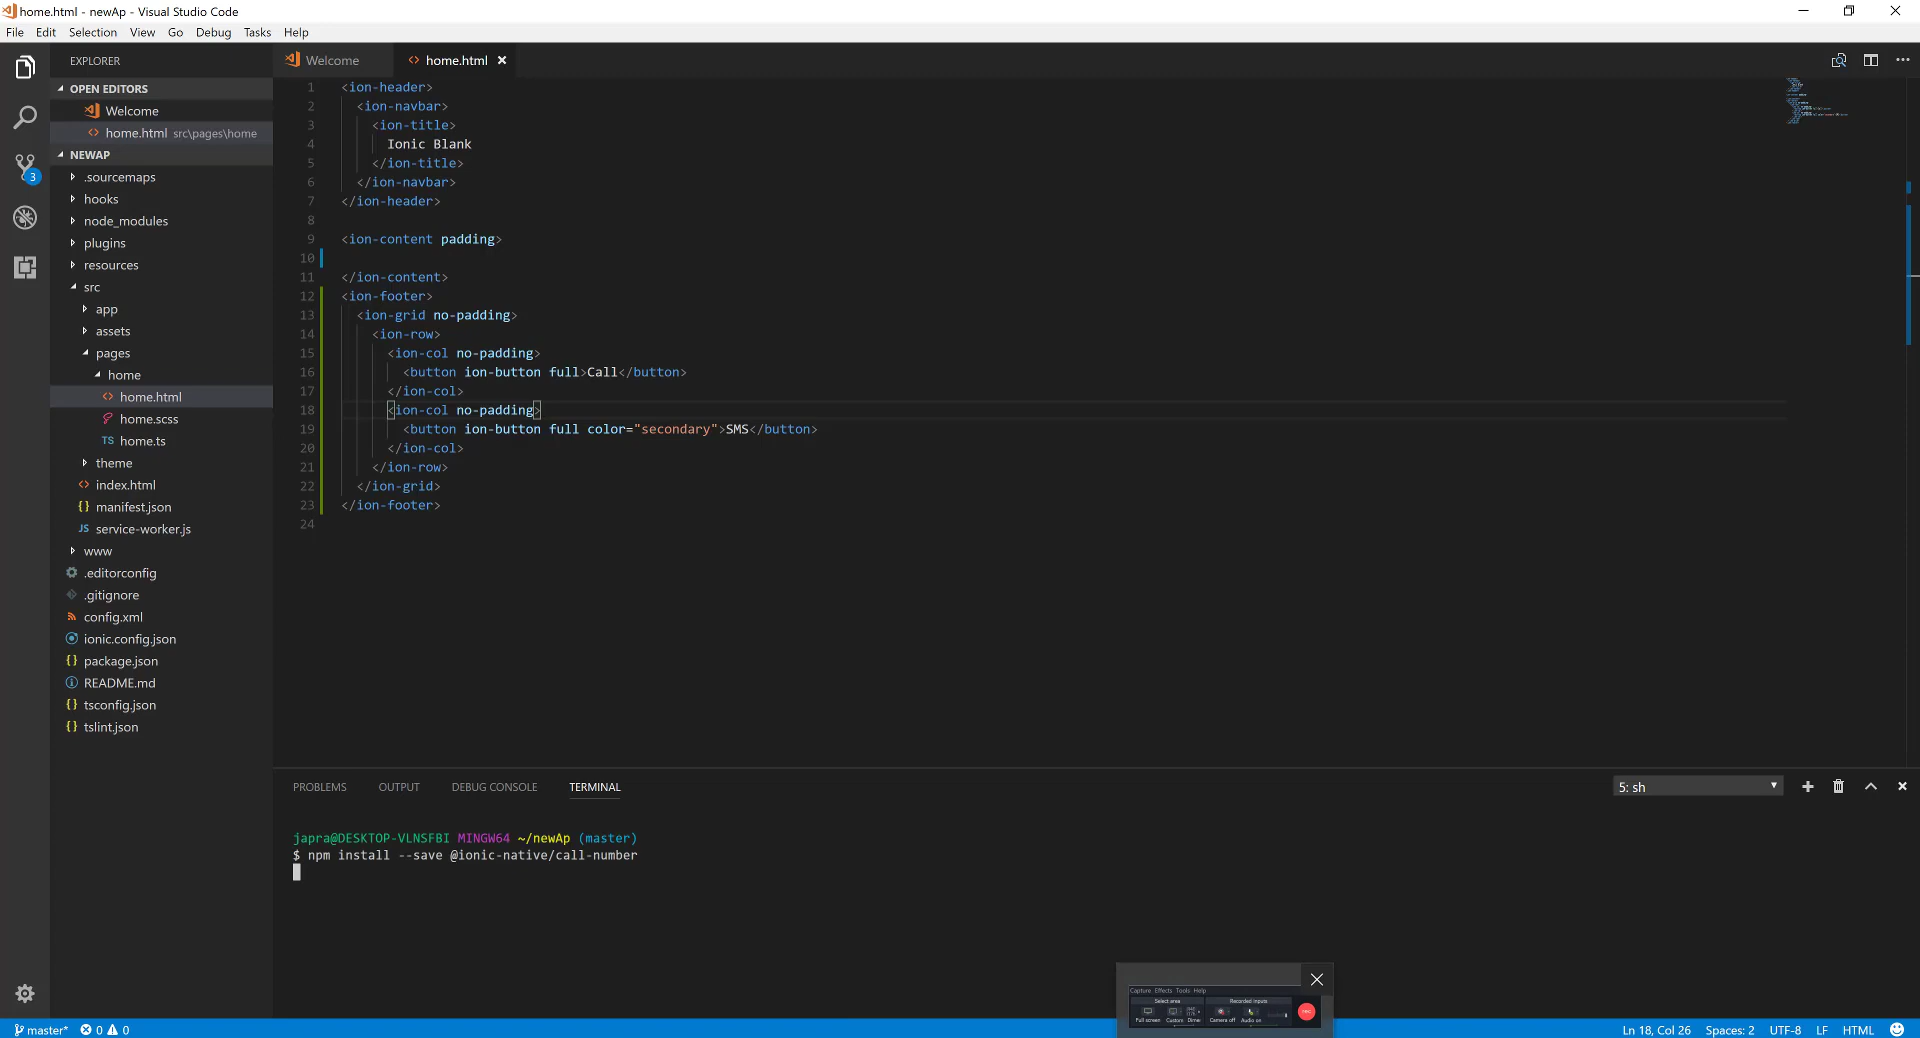 home.html - newAp - Visual Studio Code
File Edit Selection View Go Debug Tasks Help
EXPLORER
OPEN EDITORS
Welcome
home.html src\pages\home
NEWAP
.sourcemaps
hooks
node_modules
plugins
resources
src
app
assets
pages
home
home.html
home.scss
TS home.ts
theme
index.html
{} manifest.json
JS service-worker.js
www
.editorconfig
.gitignore
config.xml
ionic.config.json
{} package.json
README.md
{} tsconfig.json
{} tslint.json
3
Welcome
home.html
1 <ion-header>
2 <ion-navbar>
3 <ion-title>
4 Ionic Blank
5 </ion-title>
6 </ion-navbar>
7 </ion-header>
8
9 <ion-content padding>
10
11 </ion-content>
12 <ion-footer>
13 <ion-grid no-padding>
14 <ion-row>
15 <ion-col no-padding>
16 <button ion-button full>Call</button>
17 </ion-col>
18 <ion-col no-padding>
19 <button ion-button full color="secondary">SMS</button>
20 </ion-col>
21 </ion-row>
22 </ion-grid>
23 </ion-footer>
24
PROBLEMS OUTPUT DEBUG CONSOLE TERMINAL
5: sh
japra@DESKTOP-VLNSFBI MINGW64 ~/newAp (master)
$ npm install --save @ionic-native/call-number
Capture Effects Tools Help
Select area Recorded inputs
Full screen Custom Camera off Audio on
master* 0 0
Ln 18, Col 26 Spaces: 2 UTF-8 LF HTML